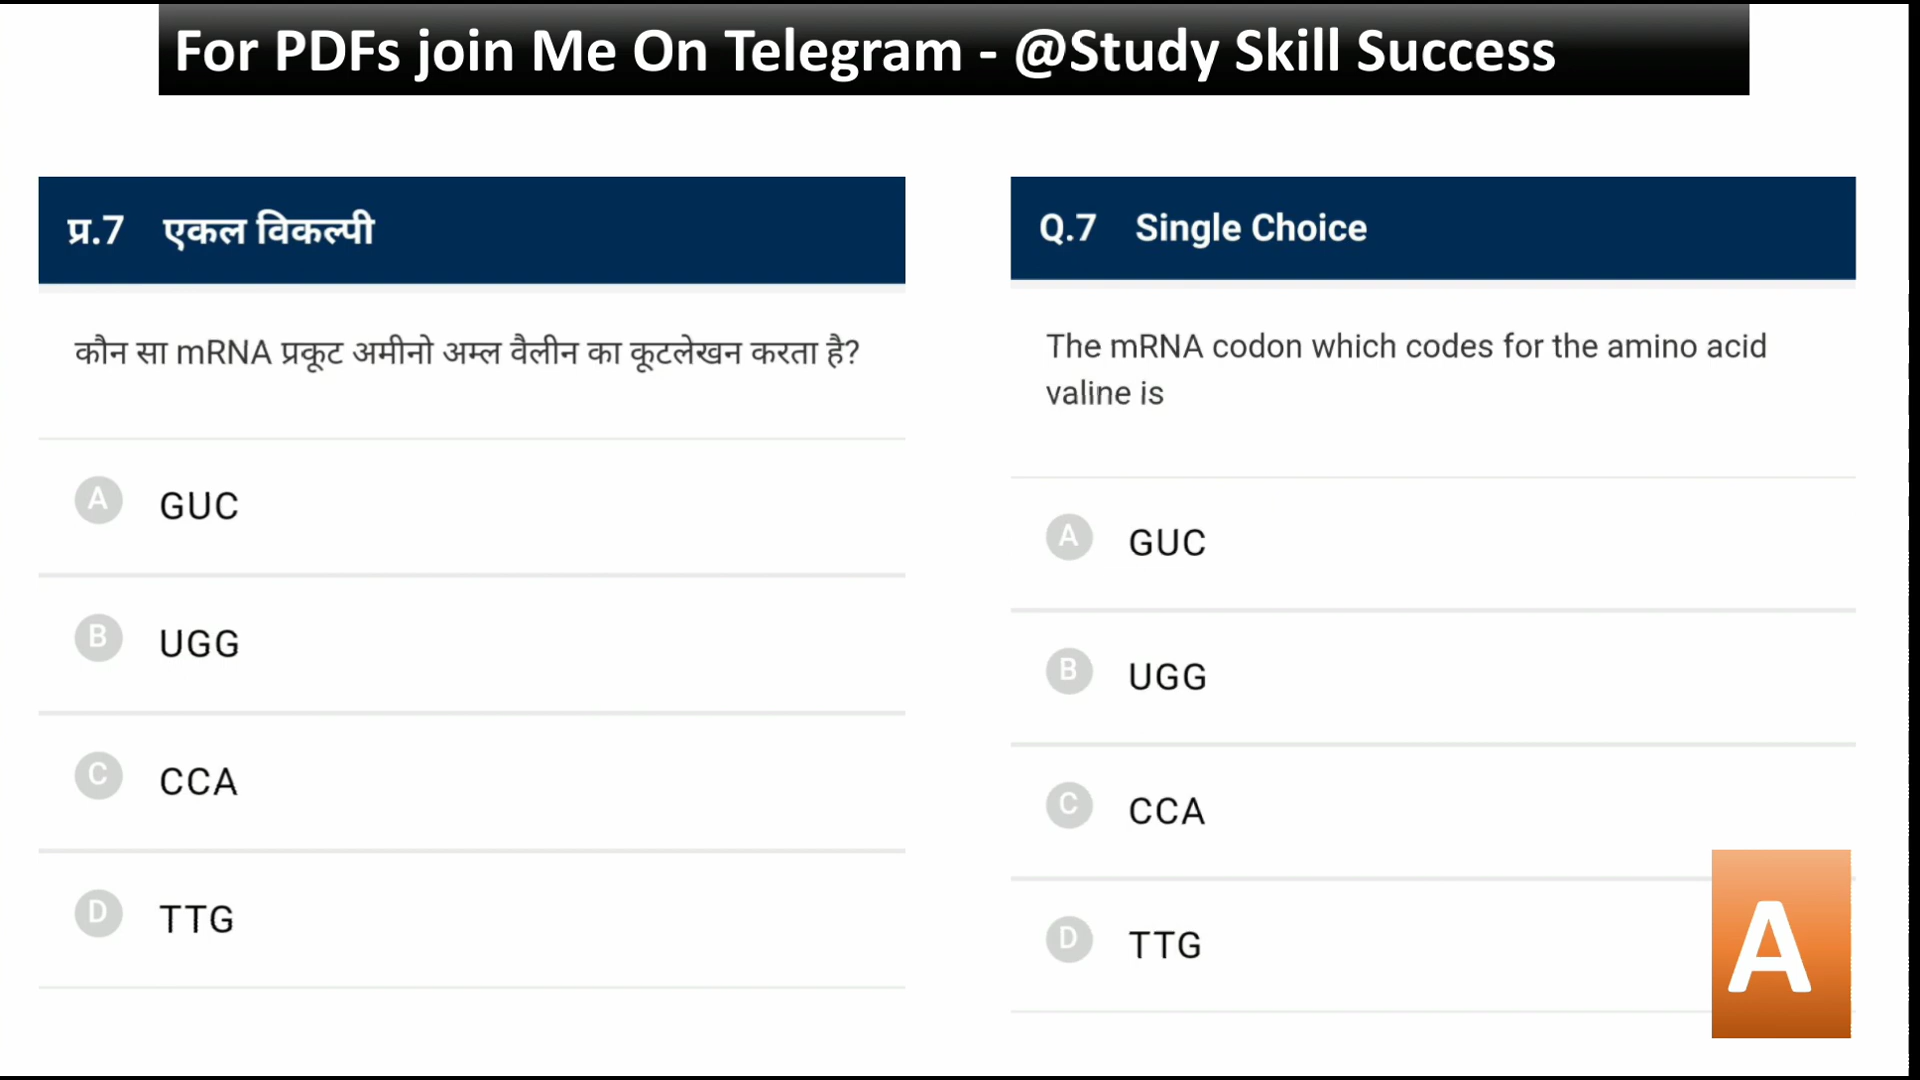 For PDFs join Me On Telegram - @Study Skill Success
प्र.7 एकल विकल्पी
कौन सा mRNA प्रकूट अमीनो अम्ल वैलीन का कूटलेखन करता है?
A GUC
B UGG
C CCA
D TTG
Q.7 Single Choice
The mRNA codon which codes for the amino acid
valine is
A GUC
B UGG
C CCA
D TTG
A